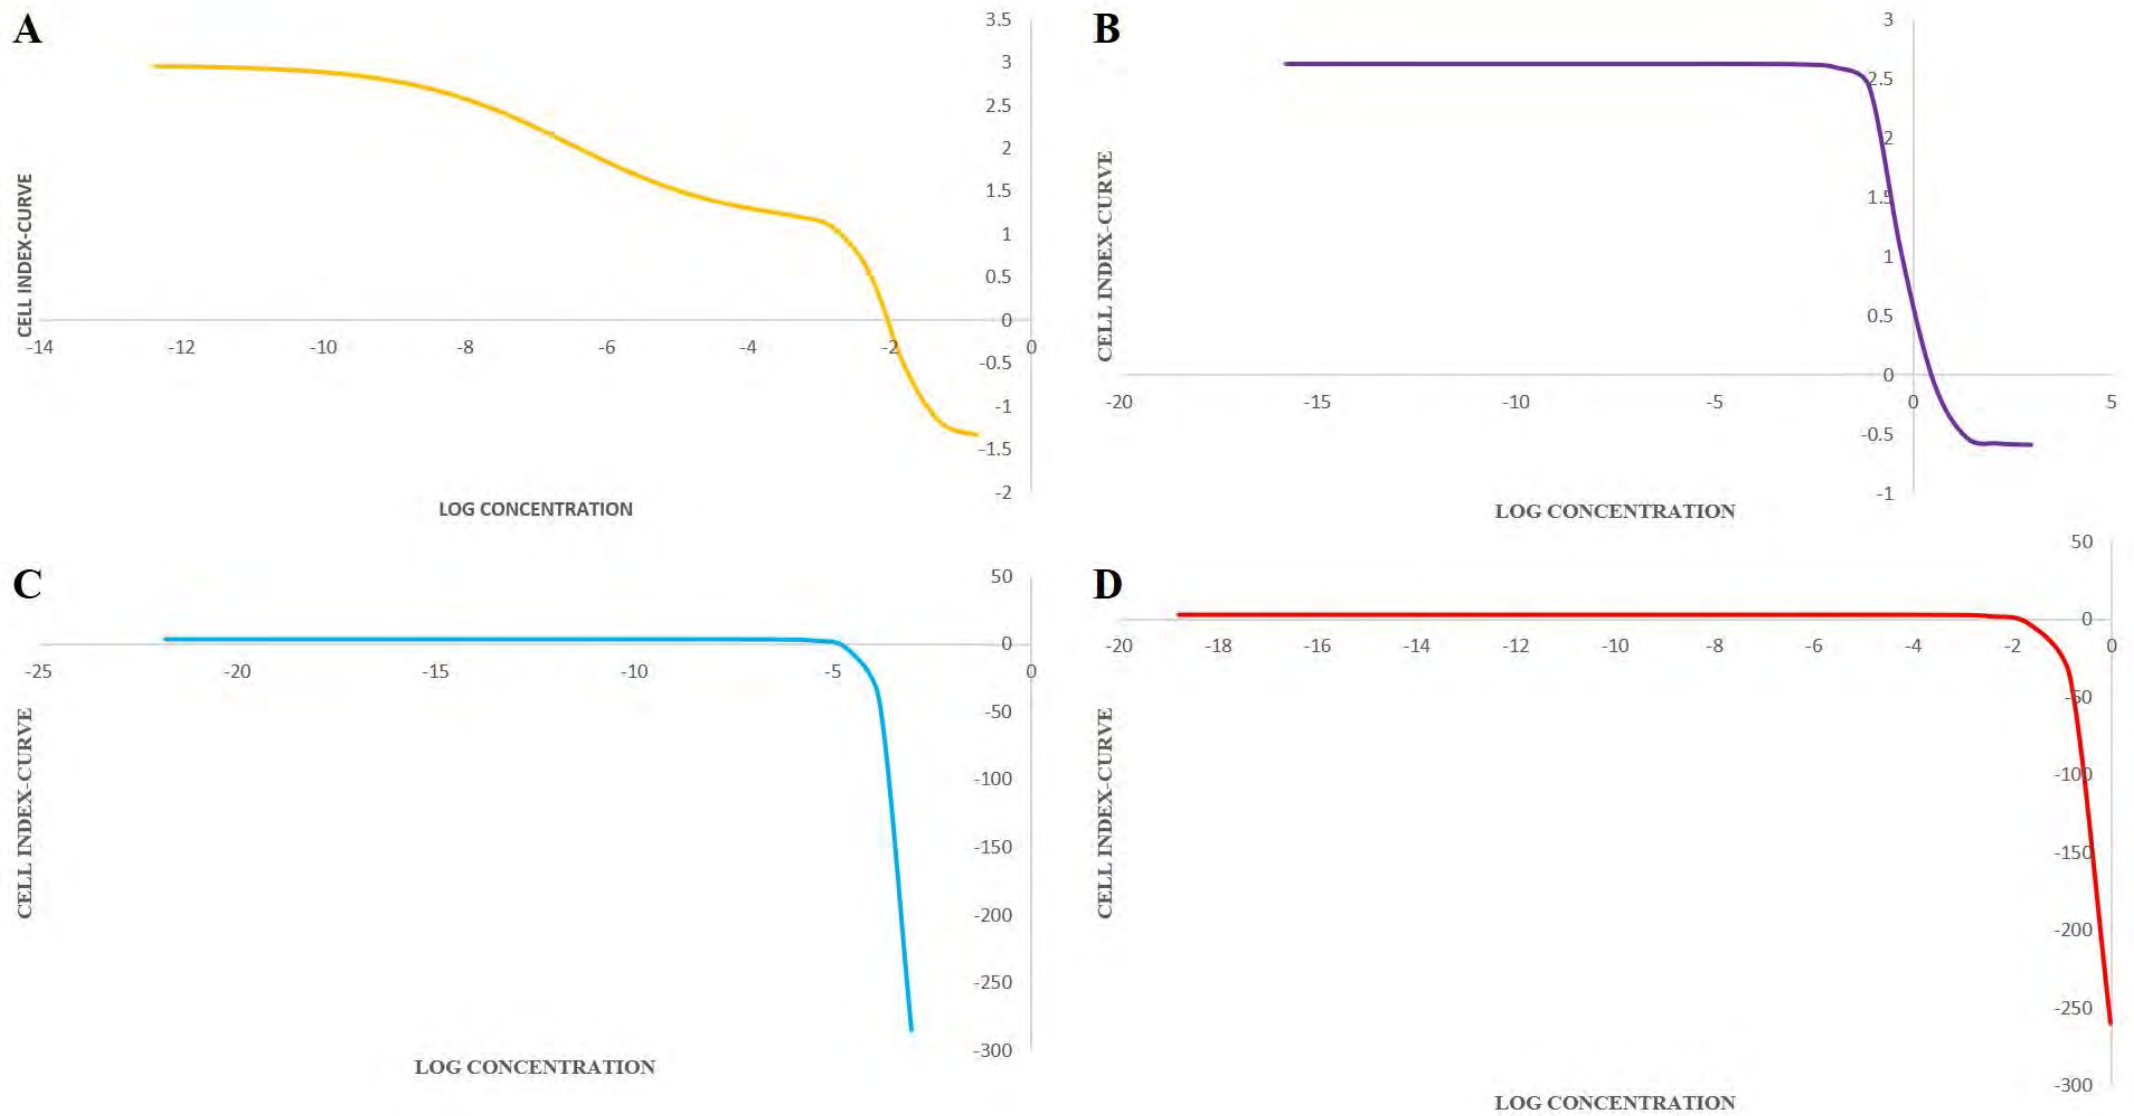 A
3.5
3
2.5
2
1.5
1
0.5
0
-0.5
-1
-1.5
-2
-14 -12 -10 -8 -6 -4 -2 0
CELL INDEX-CURVE
LOG CONCENTRATION
B
3
2.5
2
1.5
1
0.5
0
-0.5
-1
-20 -15 -10 -5 0 5
CELL INDEX-CURVE
LOG CONCENTRATION
C
50
0
-50
-100
-150
-200
-250
-300
-25 -20 -15 -10 -5 0
CELL INDEX-CURVE
LOG CONCENTRATION
D
50
0
-50
-100
-150
-200
-250
-300
-20 -18 -16 -14 -12 -10 -8 -6 -4 -2 0
CELL INDEX-CURVE
LOG CONCENTRATION